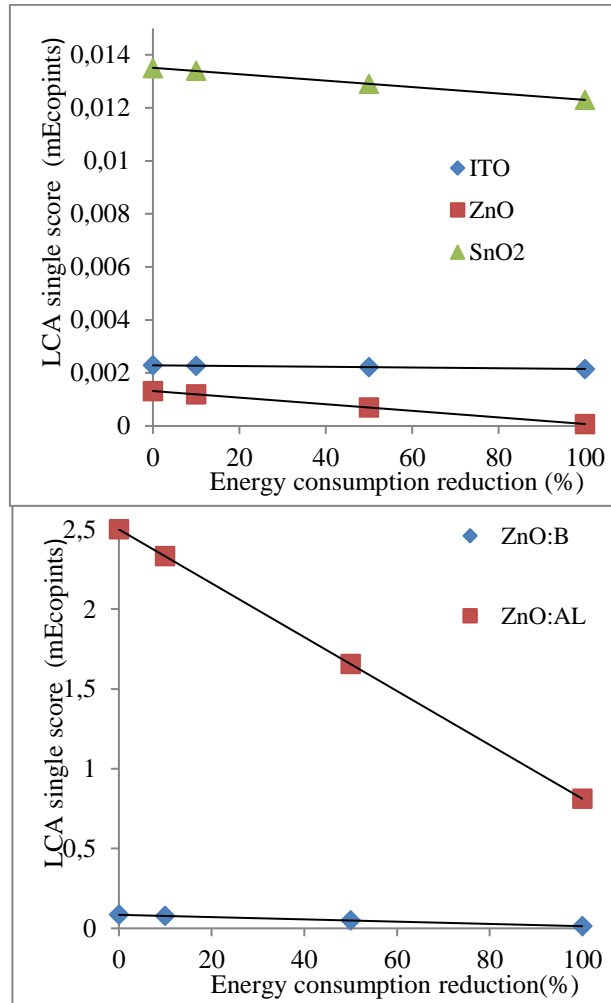 LCA single score (mEcopints)
0,014
0,012
0,01
0,008
0,006
0,004
0,002
0
ITO
ZnO
SnO2
0 20 40 60 80 100
Energy consumption reduction (%)
LCA single score (mEcopints)
2,5
2
1,5
1
0,5
0
ZnO:B
ZnO:AL
0 20 40 60 80 100
Energy consumption reduction(%)